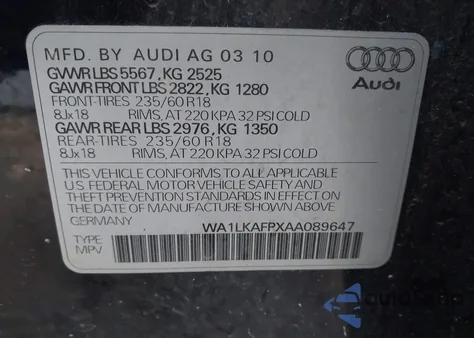 MFD. BY AUDI AG 03 10
GVWR LBS 5567, KG 2525
GAWR FRONT LBS 2822, KG 1280
FRONT-TIRES 235/60 R18
8Jx18 RIMS, AT 220 KPA 32 PSI COLD
GAWR REAR LBS 2976, KG 1350
REAR-TIRES 235/60 R18
8Jx18 RIMS, AT 220 KPA 32 PSI COLD
Audi
THIS VEHICLE CONFORMS TO ALL APPLICABLE
U.S FEDERAL MOTOR VEHICLE SAFETY AND
THEFT PREVENTION STANDARDS IN EFFECT ON
THE DATE OF MANUFACTURE SHOWN ABOVE.
GERMANY WA1LKAFPXAA089647
TYPE
MPV